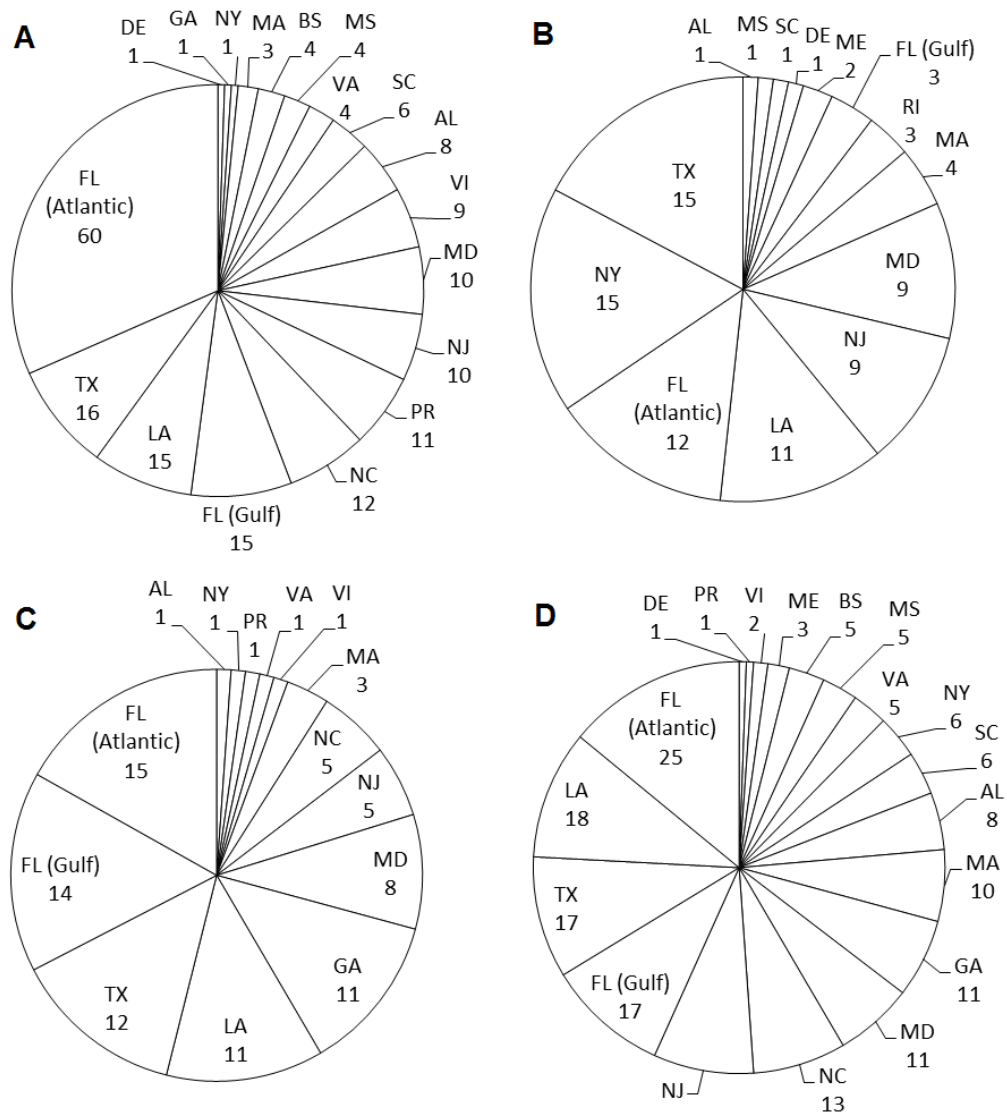 A
DE
1
GA
1
NY
1
MA
3
BS
4
MS
4
VA
4
SC
6
AL
8
VI
9
MD
10
NJ
10
PR
11
NC
12
FL (Gulf)
15
LA
15
TX
16
FL
(Atlantic)
60
B
AL
1
MS
1
SC
1
DE
1
ME
2
FL (Gulf)
3
RI
3
MA
4
MD
9
NJ
9
LA
11
FL
(Atlantic)
12
NY
15
TX
15
C
AL
1
NY
1
PR
1
VA
1
VI
1
MA
3
NC
5
NJ
5
MD
8
GA
11
LA
11
TX
12
FL (Gulf)
14
FL
(Atlantic)
15
D
DE
1
PR
1
VI
2
ME
3
BS
5
MS
5
VA
5
NY
6
SC
6
AL
8
MA
10
GA
11
MD
11
NC
13
NJ
FL (Gulf)
17
TX
17
LA
18
FL
(Atlantic)
25